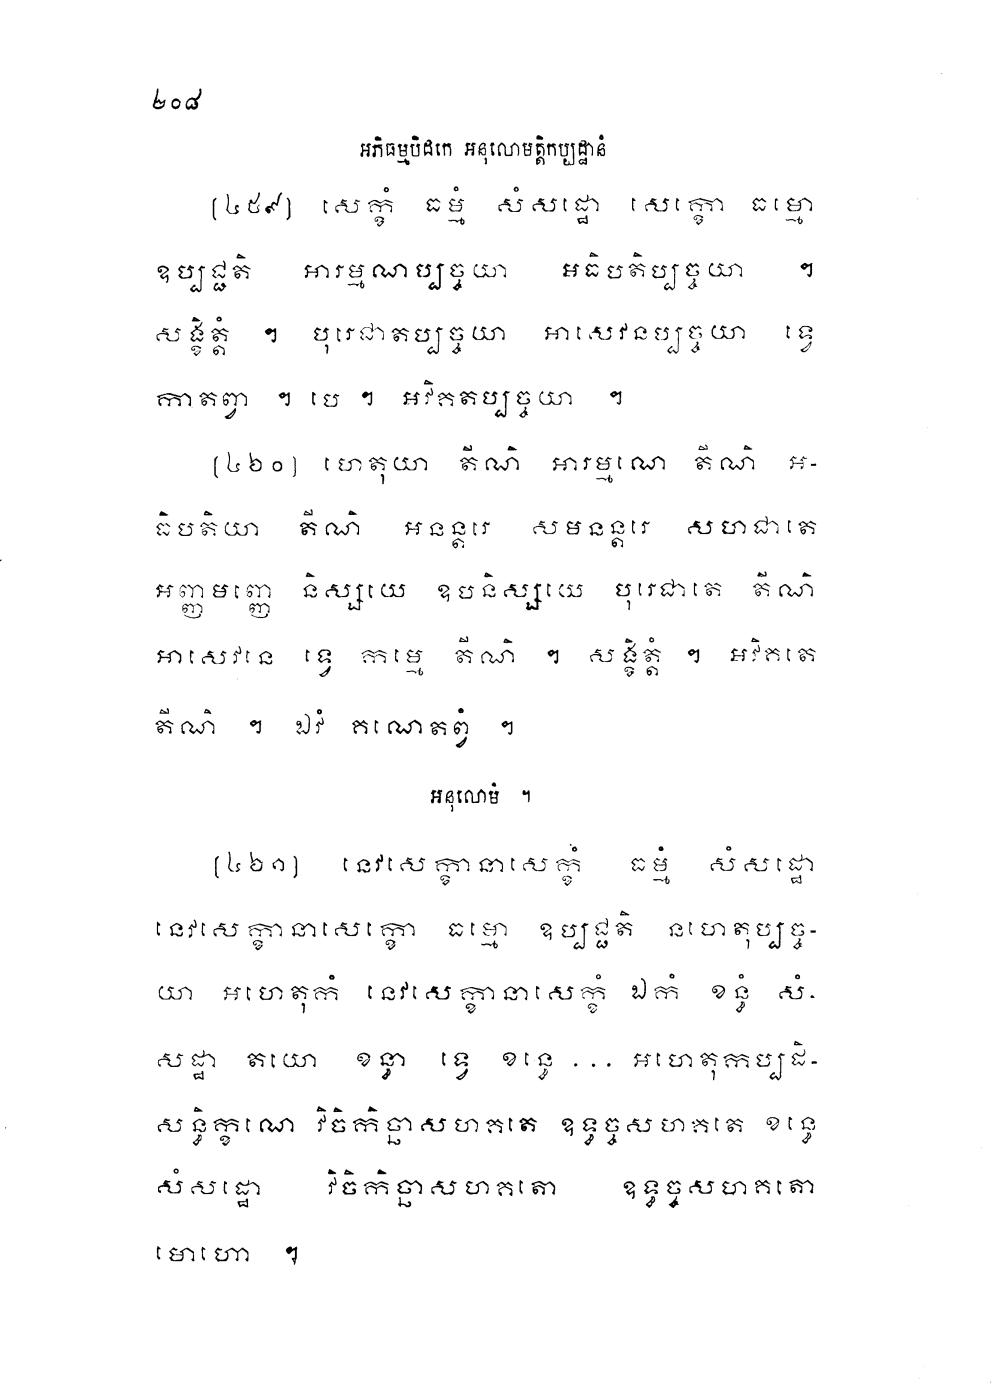 ២០៨
អភិធម្មបិដកេ អនុលោមត្តិកប្បដ្ឋានំ
(៤៥៩) សេក្ខំ ធម្មំ សំសដ្ឋោ សេក្ខោ ធម្មោ
ឧប្បជ្ជតិ អារម្មណប្បច្ចយា អធិបតិប្បច្ចយា ។
សង្ខិត្តំ ។ បុរេជាតប្បច្ចយា អាសេវនប្បច្ចយា ទ្វេ
កាតព្វា ។ បេ ។ អវិគតប្បច្ចយា ។
(៤៦០) ហេតុយា តីណិ អារម្មណេ តីណិ អ-
ធិបតិយា តីណិ អនន្តរេ សមនន្តរេ សហជាតេ
អញ្ញមញ្ញេ និស្សយេ ឧបនិស្សយេ បុរេជាតេ តីណិ
អាសេវនេ ទ្វេ កម្មេ តីណិ ។ សង្ខិត្តំ ។ អវិគតេ
តីណិ ។ ឯវំ គណេតព្វំ ។
អនុលោមំ ។
(៤៦១) នេវសេក្ខានាសេក្ខំ ធម្មំ សំសដ្ឋោ
នេវសេក្ខានាសេក្ខោ ធម្មោ ឧប្បជ្ជតិ នហេតុប្បច្ច-
យា អហេតុកំ នេវសេក្ខានាសេក្ខំ ឯកំ ខន្ធំ សំ-
សដ្ឋា តយោ ខន្ធា ទ្វេ ខន្ធេ ... អហេតុកប្បដិ-
សន្ធិក្ខណេ វិចិកិច្ឆាសហគតេ ឧទ្ធច្ចសហគតេ ខន្ធេ
សំសដ្ឋោ វិចិកិច្ឆាសហគតោ ឧទ្ធច្ចសហគតោ
មោហោ ។